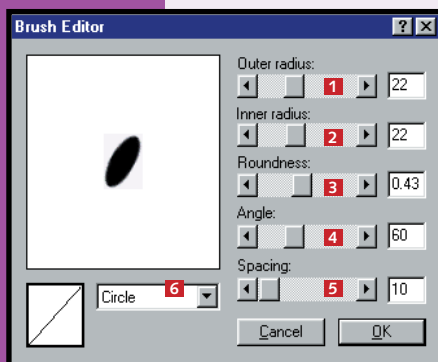 Brush Editor
Outer radius:
1
22
Inner radius:
2
22
Roundness:
3
0.43
Angle:
4
60
Spacing:
5
10
6
Circle
Cancel
OK